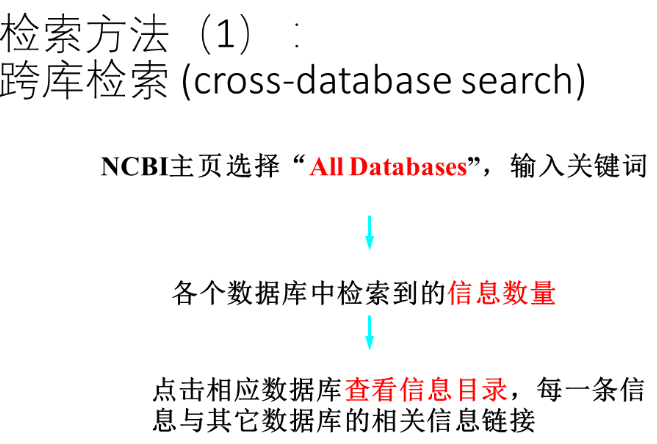 检索方法（1）：
跨库检索 (cross-database search)
NCBI主页选择“All Databases”，输入关键词
各个数据库中检索到的信息数量
点击相应数据库查看信息目录，每一条信
息与其它数据库的相关信息链接